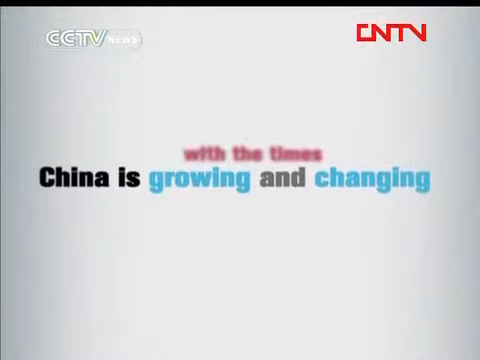 CCTV NEWS
CNTV
with the times
China is growing and changing